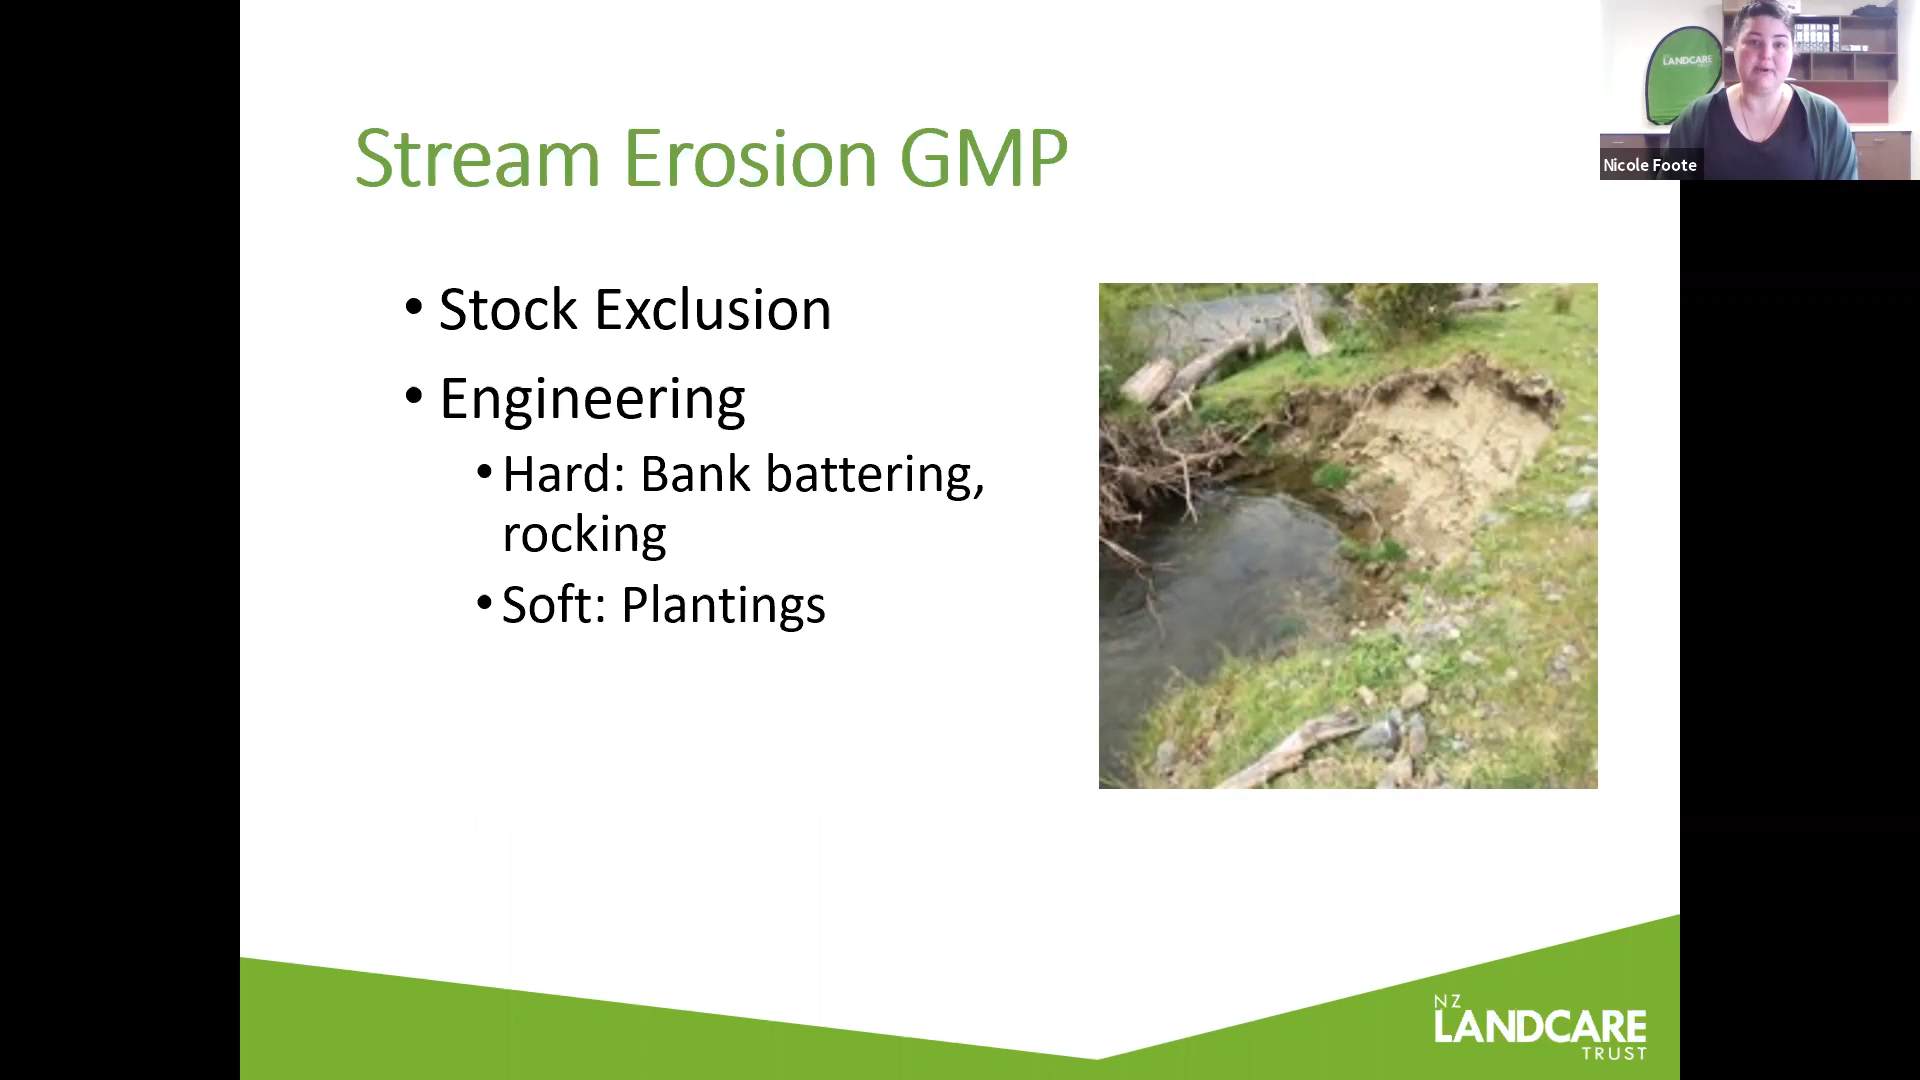 Stream Erosion GMP
• Stock Exclusion
• Engineering
• Hard: Bank battering,
rocking
• Soft: Plantings
LANDCARE
Nicole Foote
NZ
LANDCARE
TRUST